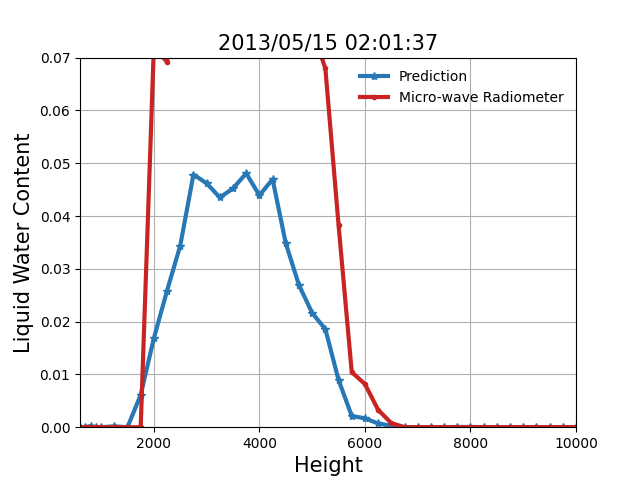 2013/05/15 02:01:37
0.07
0.06
0.05
0.04
0.03
0.02
0.01
0.00
Liquid Water Content
Prediction
Micro-wave Radiometer
2000 4000 6000 8000 10000
Height